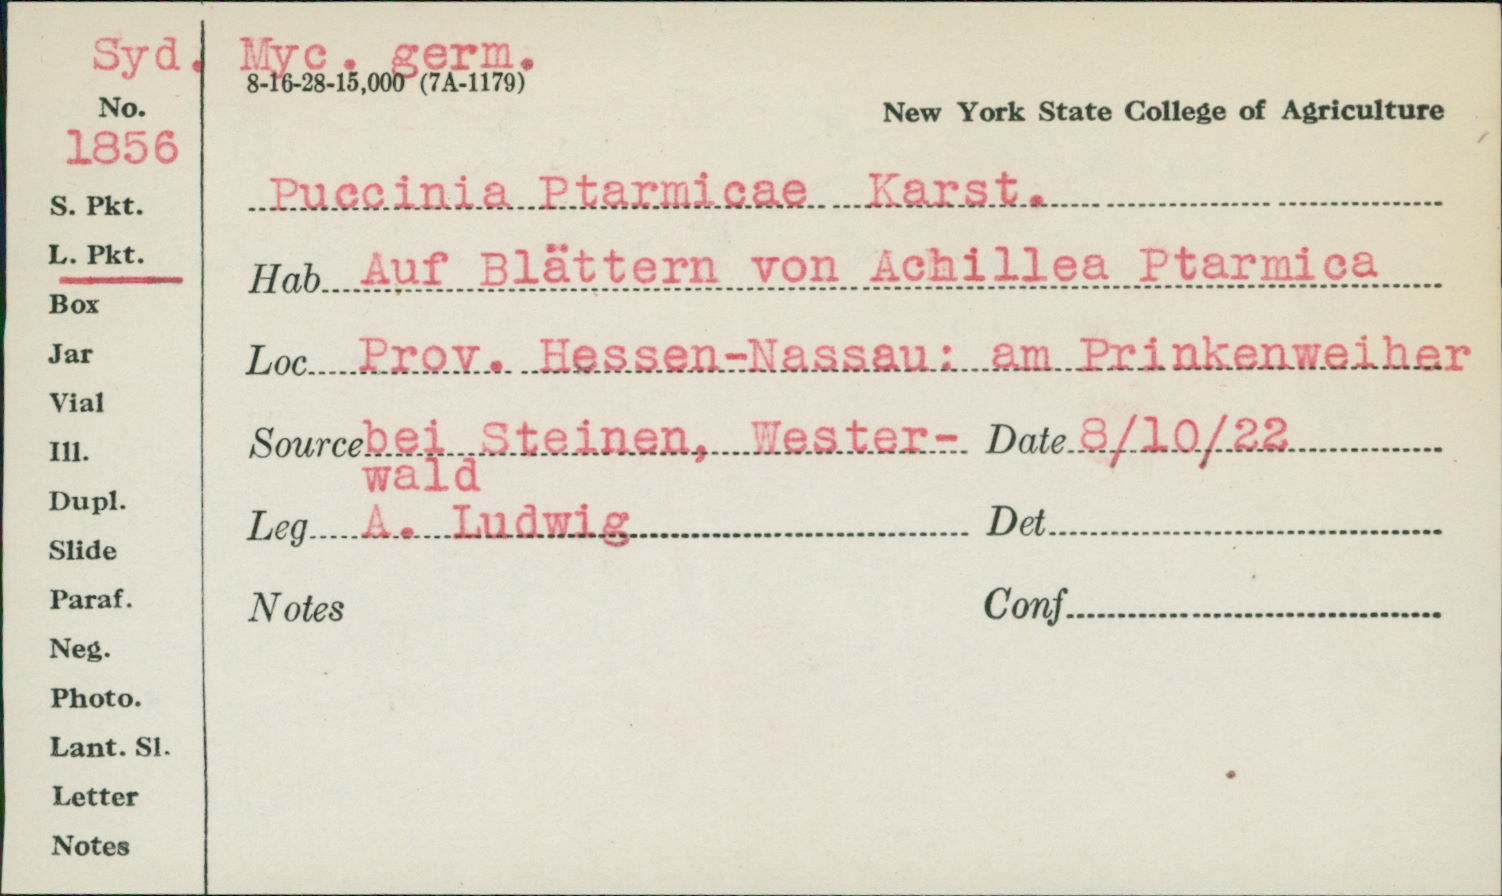 Syd. Myc. germ.
8-16-28-15,000 (7A-1179)
No.
New York State College of Agriculture
1856
Puccinia Ptarmicae Karst.
S. Pkt.
L. Pkt.
Hab. Auf Blättern von Achillea Ptarmica
Box
Jar
Loc. Prov. Hessen-Nassau: am Prinkenweiher
Vial
Ill.
Source bei Steinen, Wester- Date 8/10/22
wald
Dupl.
Leg. A. Ludwig Det.
Slide
Paraf.
Notes Conf.
Neg.
Photo.
Lant. Sl.
Letter
Notes